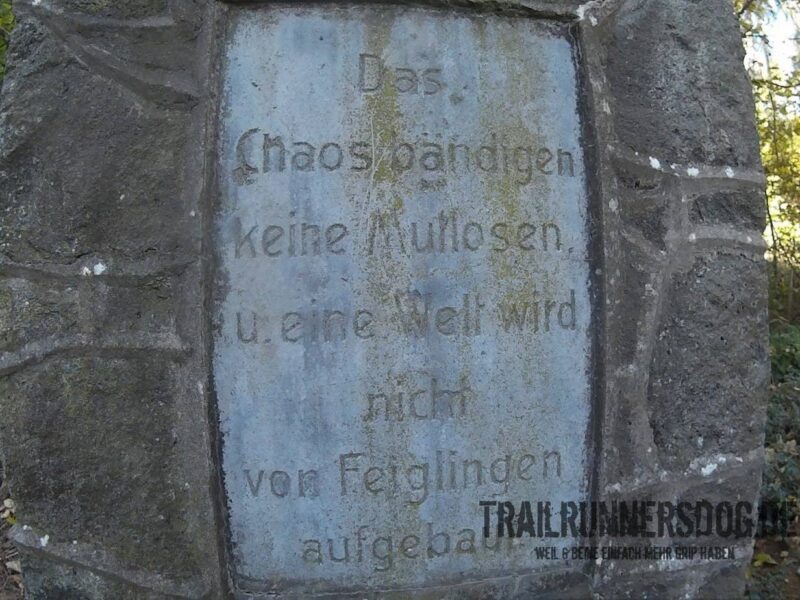 Das
Chaos bändigen
keine Mutlosen,
u. eine Welt wird
nicht
von Feiglingen
aufgebaut
TRAILRUNNERSDOG.DE
WEIL 8 BEINE EINFACH MEHR GRIP HABEN